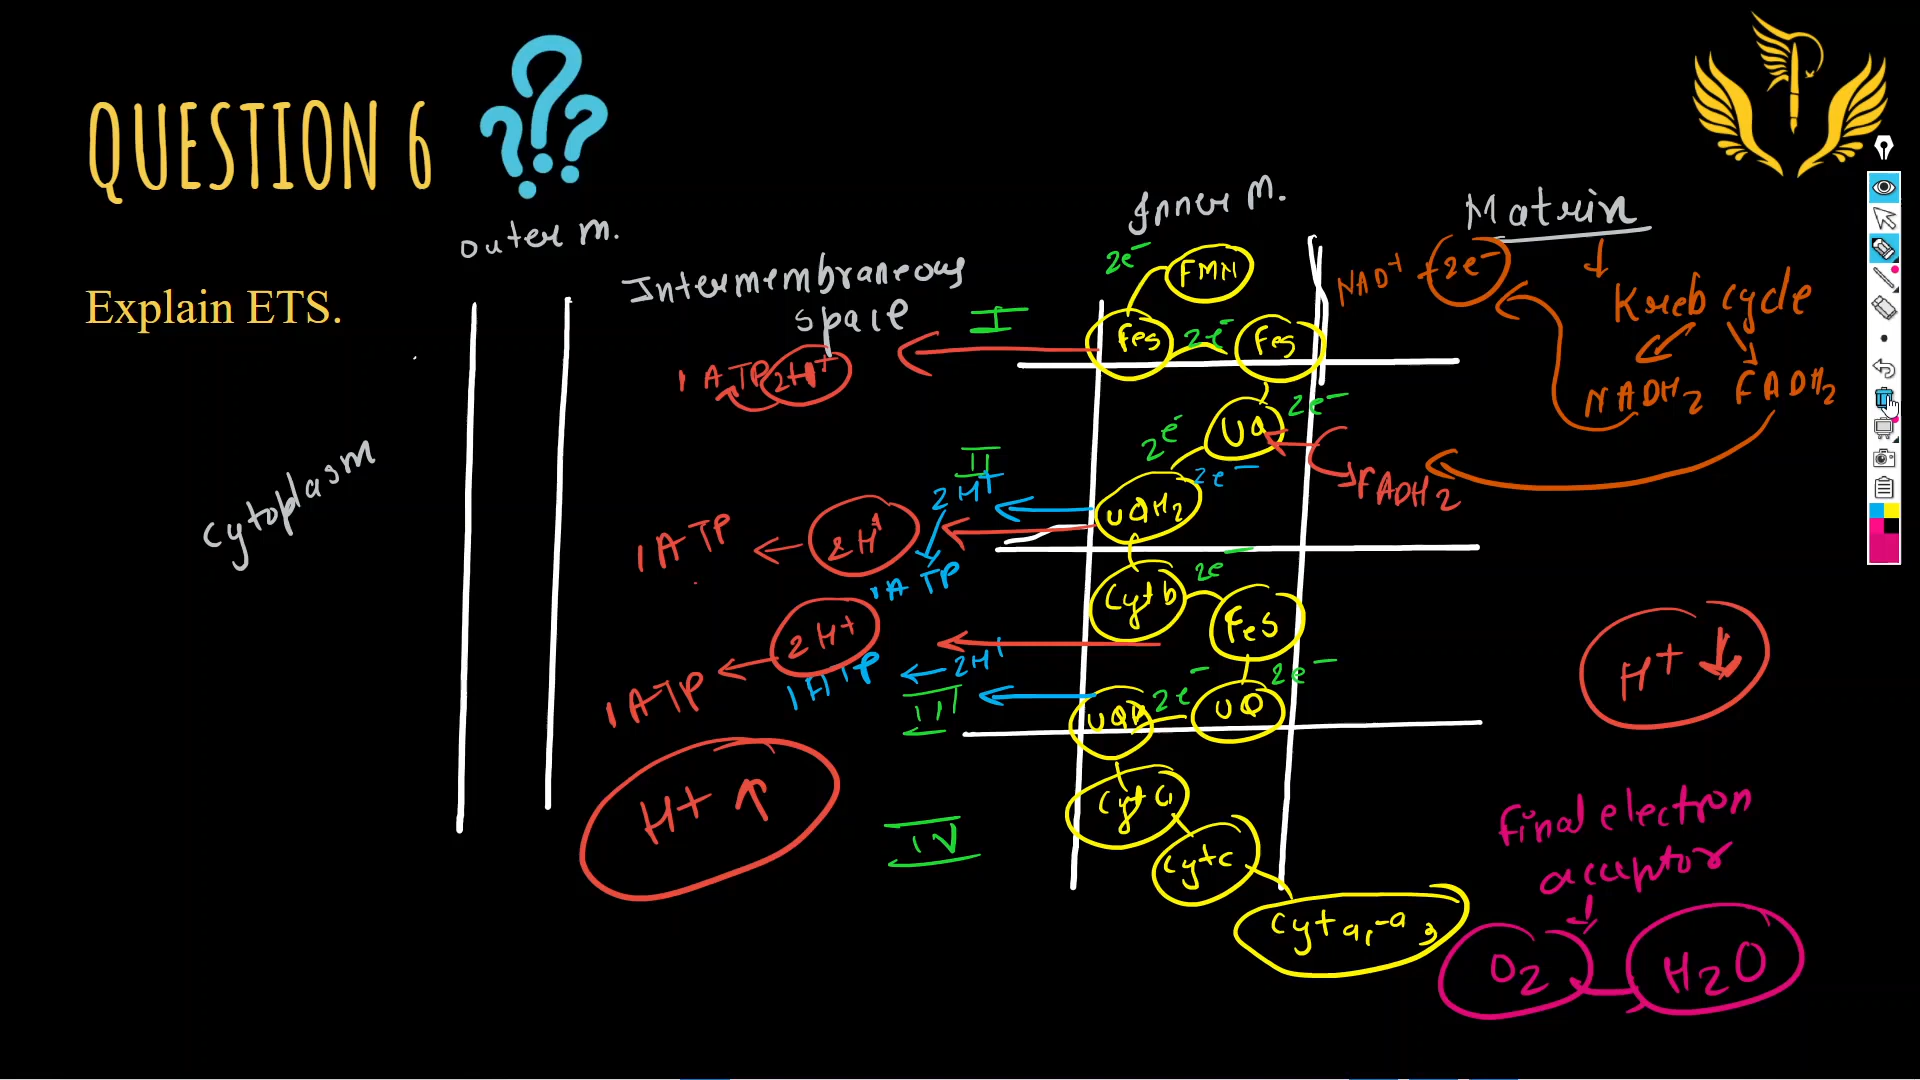 QUESTION 6
Explain ETS.
outer m.
Intermembraneous
space
Inner m.
Matrix
Cytoplasm
2e⁻
FMN
NAD⁺ + 2e⁻
Kreb cycle
NADH₂ FADH₂
I
Fes 2e⁻ Fes
1 ATP 2H⁺
UQ 2e⁻
2e⁻
II
2H⁺
UQH₂ 2e⁻
FADH₂
1 ATP 2H⁺
1 ATP
Cyt b 2e⁻
FeS
2H⁺
1 ATP 2H⁺
1 ATP
III
UQH 2e⁻ UQ 2e⁻
H⁺ ↓
H+ ↑
IV
Cyt C₁
Cyt c
Cyt a₁-a₃
Final electron
acceptor
O₂ H₂O